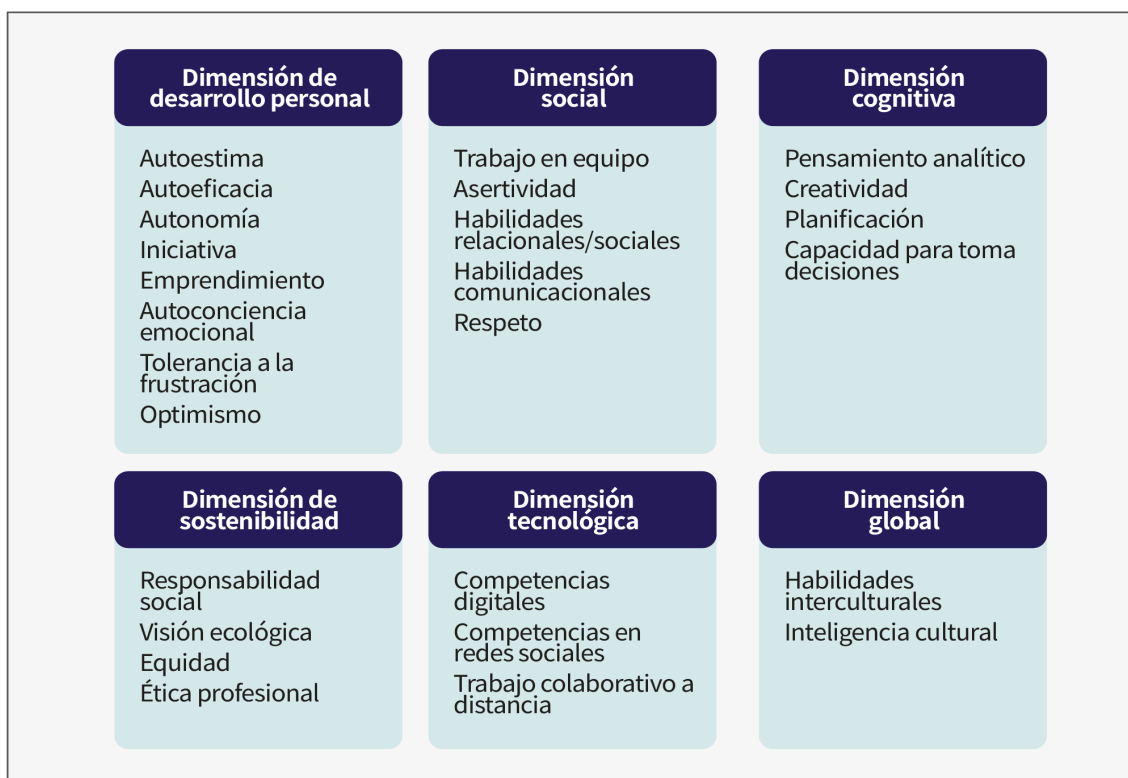 Dimensión de
desarrollo personal
Autoestima
Autoeficacia
Autonomía
Iniciativa
Emprendimiento
Autoconciencia
emocional
Tolerancia a la
frustración
Optimismo
Dimensión
social
Trabajo en equipo
Asertividad
Habilidades
relacionales/sociales
Habilidades
comunicacionales
Respeto
Dimensión
cognitiva
Pensamiento analítico
Creatividad
Planificación
Capacidad para toma
decisiones
Dimensión de
sostenibilidad
Responsabilidad
social
Visión ecológica
Equidad
Ética profesional
Dimensión
tecnológica
Competencias
digitales
Competencias en
redes sociales
Trabajo colaborativo a
distancia
Dimensión
global
Habilidades
interculturales
Inteligencia cultural